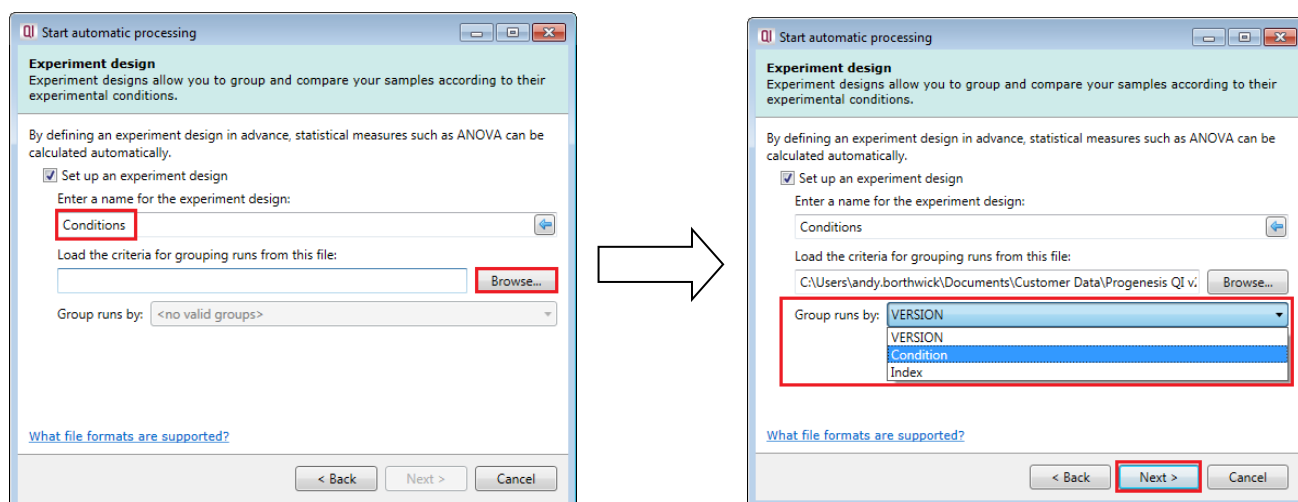 QI Start automatic processing
Experiment design
Experiment designs allow you to group and compare your samples according to their
experimental conditions.
By defining an experiment design in advance, statistical measures such as ANOVA can be
calculated automatically.
Set up an experiment design
Enter a name for the experiment design:
Conditions
Load the criteria for grouping runs from this file:
Browse...
Group runs by: <no valid groups>
What file formats are supported?
< Back Next > Cancel
QI Start automatic processing
Experiment design
Experiment designs allow you to group and compare your samples according to their
experimental conditions.
By defining an experiment design in advance, statistical measures such as ANOVA can be
calculated automatically.
Set up an experiment design
Enter a name for the experiment design:
Conditions
Load the criteria for grouping runs from this file:
C:\Users\andy.borthwick\Documents\Customer Data\Progenesis QI v. Browse...
Group runs by: VERSION
VERSION
Condition
Index
What file formats are supported?
< Back Next > Cancel